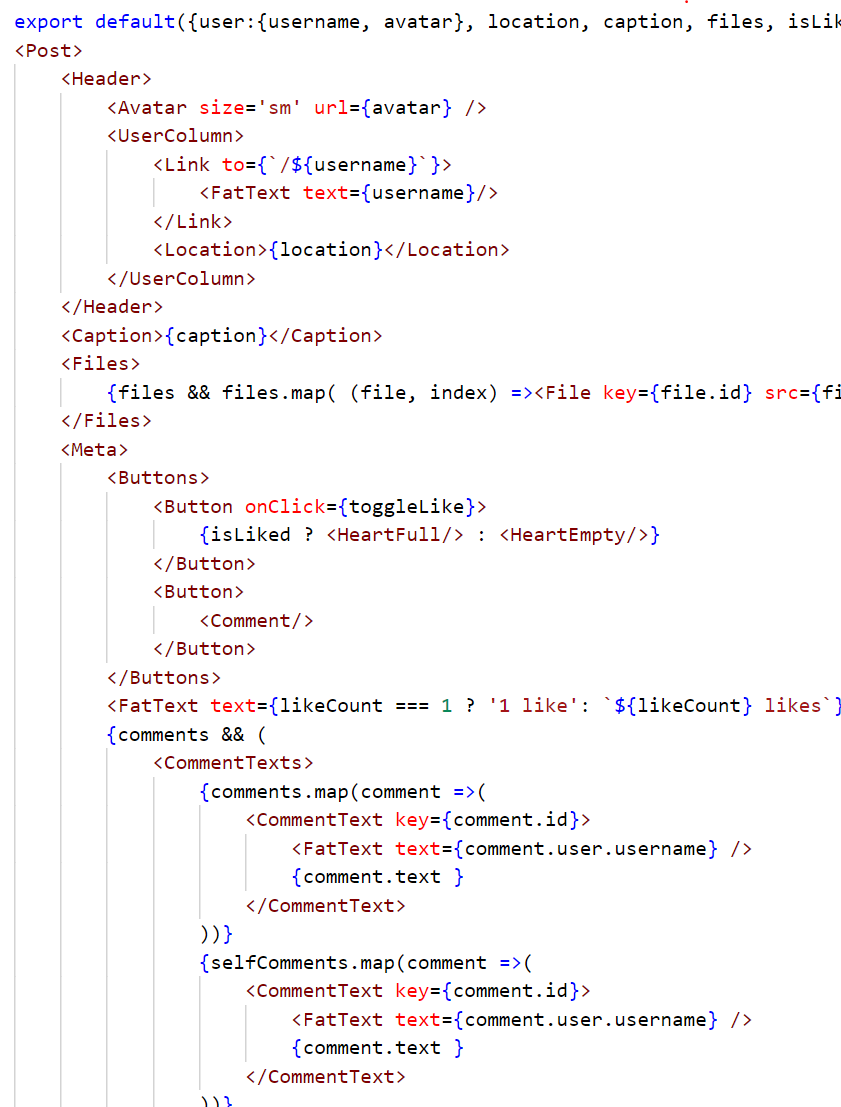 export default({user:{username, avatar}, location, caption, files, isLik
<Post>
    <Header>
        <Avatar size='sm' url={avatar} />
        <UserColumn>
            <Link to={`/${username}`}>
                <FatText text={username}/>
            </Link>
            <Location>{location}</Location>
        </UserColumn>
    </Header>
    <Caption>{caption}</Caption>
    <Files>
        {files && files.map( (file, index) =><File key={file.id} src={fi
    </Files>
    <Meta>
        <Buttons>
            <Button onClick={toggleLike}>
                {isLiked ? <HeartFull/> : <HeartEmpty/>}
            </Button>
            <Button>
                <Comment/>
            </Button>
        </Buttons>
        <FatText text={likeCount === 1 ? '1 like': `${likeCount} likes`}
        {comments && (
            <CommentTexts>
                {comments.map(comment =>(
                    <CommentText key={comment.id}>
                        <FatText text={comment.user.username} />
                        {comment.text }
                    </CommentText>
                ))}
                {selfComments.map(comment =>(
                    <CommentText key={comment.id}>
                        <FatText text={comment.user.username} />
                        {comment.text }
                    </CommentText>
                ))}